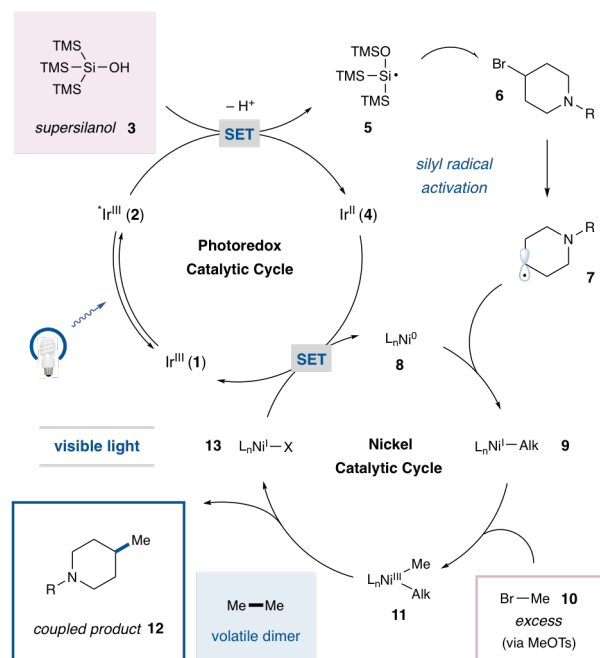 TMS
TMS—Si—OH
TMS
supersilanol 3
– H⁺
SET
TMSO
TMS—Si•
TMS
5
Br
N
R
6
silyl radical
activation
*Irᴵᴵᴵ (2)
Irᴵᴵ (4)
Photoredox
Catalytic Cycle
R
N
7
Irᴵᴵᴵ (1)
SET
LₙNi⁰
8
visible light
13 LₙNiᴵ—X
Nickel
Catalytic Cycle
LₙNiᴵ—Alk 9
Me
N
R
coupled product 12
Me—Me
volatile dimer
LₙNiᴵᴵᴵ
Me
Alk
11
Br—Me 10
excess
(via MeOTs)